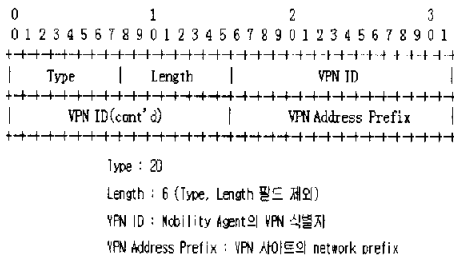 0 1 2 3
0 1 2 3 4 5 6 7 8 9 0 1 2 3 4 5 6 7 8 9 0 1 2 3 4 5 6 7 8 9 0 1
Type | Length | VPN ID
VPN ID(cont'd) | VPN Address Prefix
Type : 20
Length : 6 (Type, Length 필드 제외)
VPN ID : Mobility Agent의 VPN 식별자
VPN Address Prefix : VPN 사이트의 network prefix